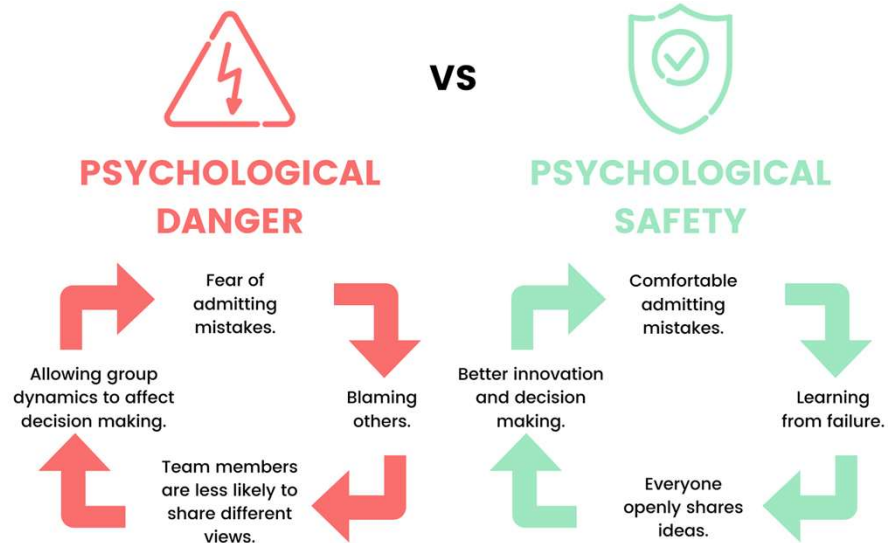 VS
PSYCHOLOGICAL
DANGER
Fear of
admitting
mistakes.
Blaming
others.
Team members
are less likely to
share different
views.
Allowing group
dynamics to affect
decision making.
PSYCHOLOGICAL
SAFETY
Comfortable
admitting
mistakes.
Learning
from failure.
Everyone
openly shares
ideas.
Better innovation
and decision
making.